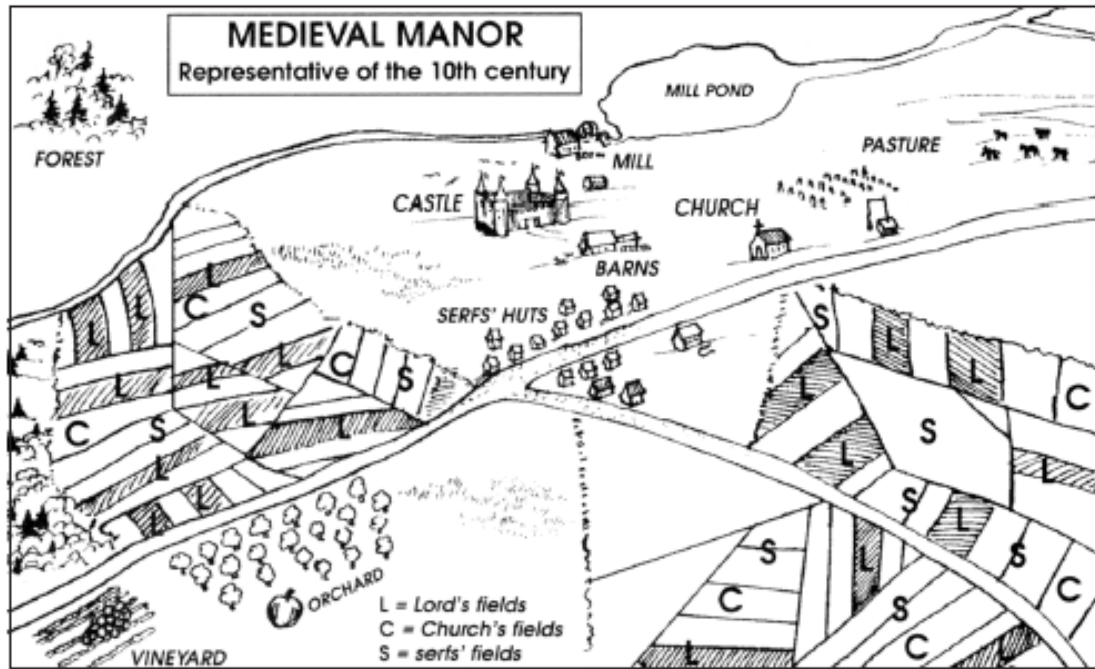 MEDIEVAL MANOR
Representative of the 10th century
FOREST
MILL POND
MILL
PASTURE
CASTLE
CHURCH
BARNS
SERFS' HUTS
L
L
C
S
L
L
C
L
S
L
L
C
S
L
L
L
L
S
L
L
L
C
S
L
L
S
L
S
S
L
C
C
S
C
L
L
ORCHARD
VINEYARD
L = Lord's fields
C = Church's fields
S = serfs' fields